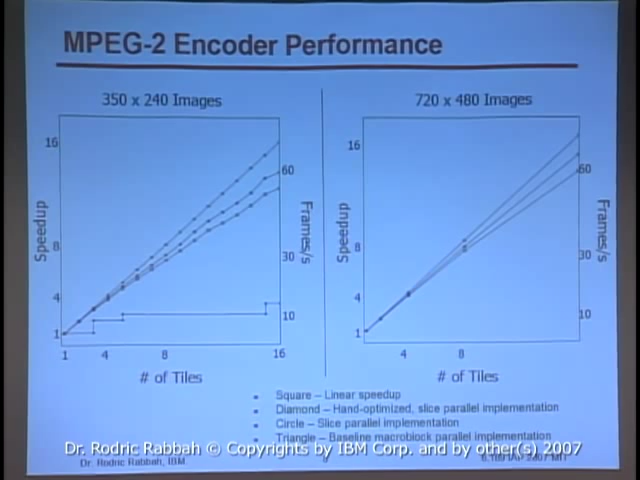 MPEG-2 Encoder Performance
350 x 240 Images
720 x 480 Images
16
8
4
1
Speedup
60
30
10
Frames/s
1 4 8 16
# of Tiles
16
8
4
1
Speedup
60
30
10
Frames/s
4 8
# of Tiles
Square – Linear speedup
Diamond – Hand-optimized, slice parallel implementation
Circle – Slice parallel implementation
Triangle – Baseline macroblock parallel implementation
Dr. Rodric Rabbah © Copyrights by IBM Corp. and by other(s) 2007
Dr. Rodric Rabbah, IBM
2007 MIT